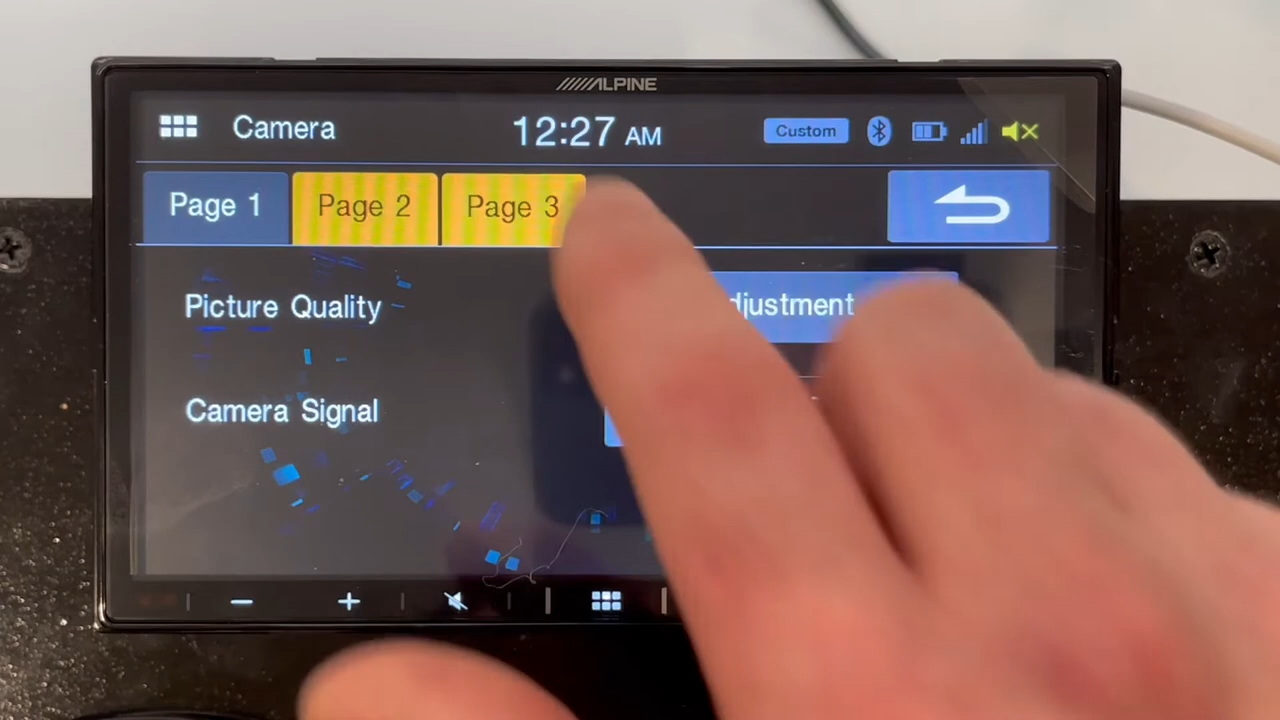 ALPINE
Camera 12:27 AM Custom
Page 1 Page 2 Page 3
Picture Quality djustment
Camera Signal